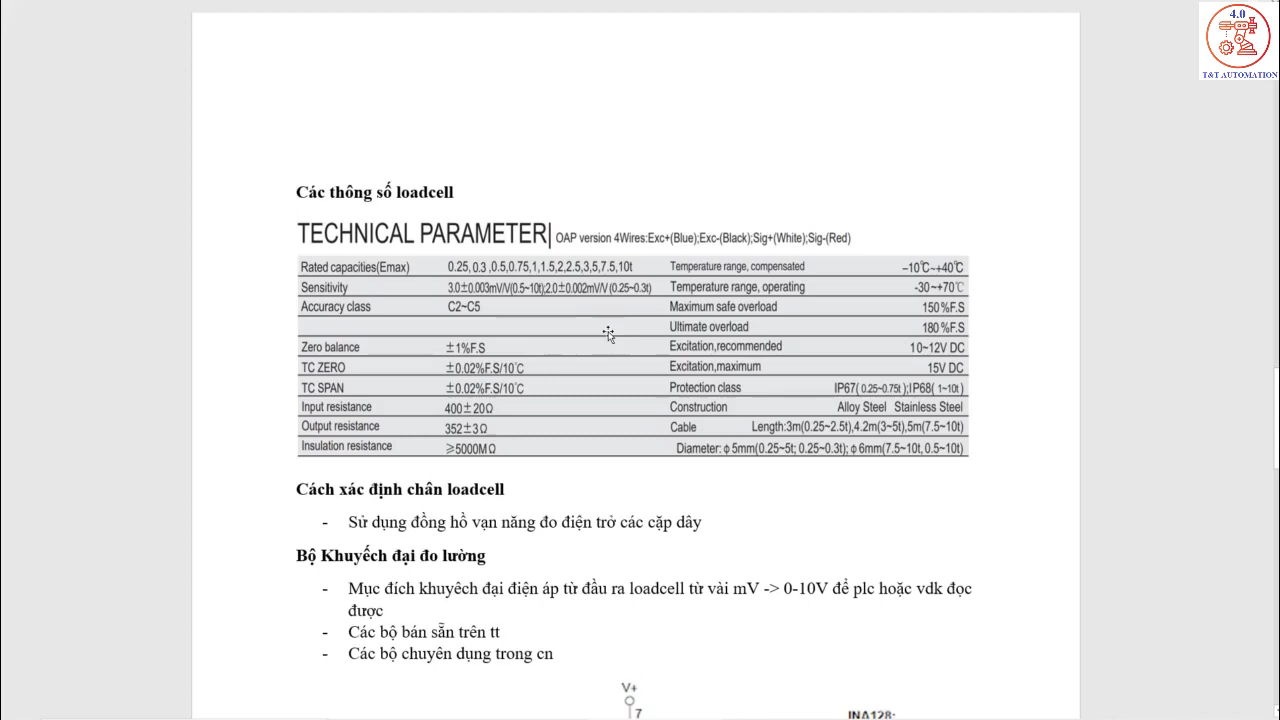 4.0
T&T AUTOMATION
Các thông số loadcell
TECHNICAL PARAMETER| OAP version 4Wires:Exc+(Blue);Exc-(Black);Sig+(White);Sig-(Red)
Rated capacities(Emax) 0.25, 0.3 ,0.5,0.75,1,1.5,2,2.5,3,5,7.5,10t Temperature range, compensated −10℃~+40℃
Sensitivity 3.0±0.003mV/V(0.5~10t);2.0±0.002mV/V (0.25~0.3t) Temperature range, operating -30~+70℃
Accuracy class C2~C5 Maximum safe overload 150%F.S
Ultimate overload 180%F.S
Zero balance ±1%F.S Excitation,recommended 10~12V DC
TC ZERO ±0.02%F.S/10℃ Excitation,maximum 15V DC
TC SPAN ±0.02%F.S/10℃ Protection class IP67( 0.25~0.75t );IP68( 1~10t )
Input resistance 400±20Ω Construction Alloy Steel Stainless Steel
Output resistance 352±3Ω Cable Length:3m(0.25~2.5t),4.2m(3~5t),5m(7.5~10t)
Insulation resistance ≥5000MΩ Diameter: φ5mm(0.25~5t; 0.25~0.3t); φ6mm(7.5~10t, 0.5~10t)
Cách xác định chân loadcell
- Sử dụng đồng hồ vạn năng đo điện trở các cặp dây
Bộ Khuyếch đại đo lường
- Mục đích khuyêch đại điện áp từ đầu ra loadcell từ vài mV -> 0-10V để plc hoặc vdk đọc
được
- Các bộ bán sẵn trên tt
- Các bộ chuyên dụng trong cn
V+
7
INA128: